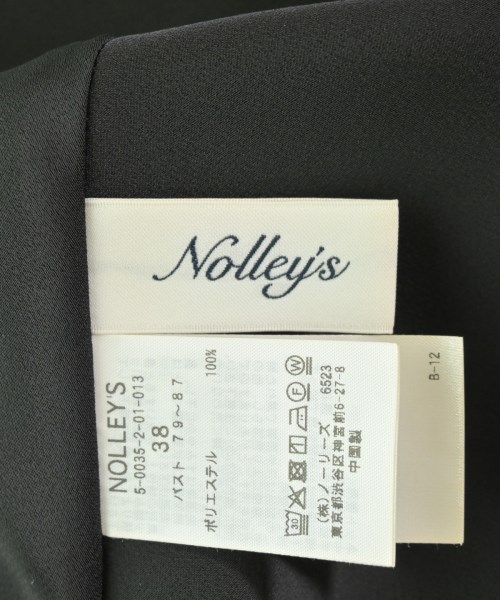 Nolley's
NOLLEY'S
5-0035-2-01-013
38
バスト 79～87
ポリエステル 100%
30
P
W
(株)ノーリーズ 6523
東京都渋谷区神宮前6-27-8
中国製
B-12